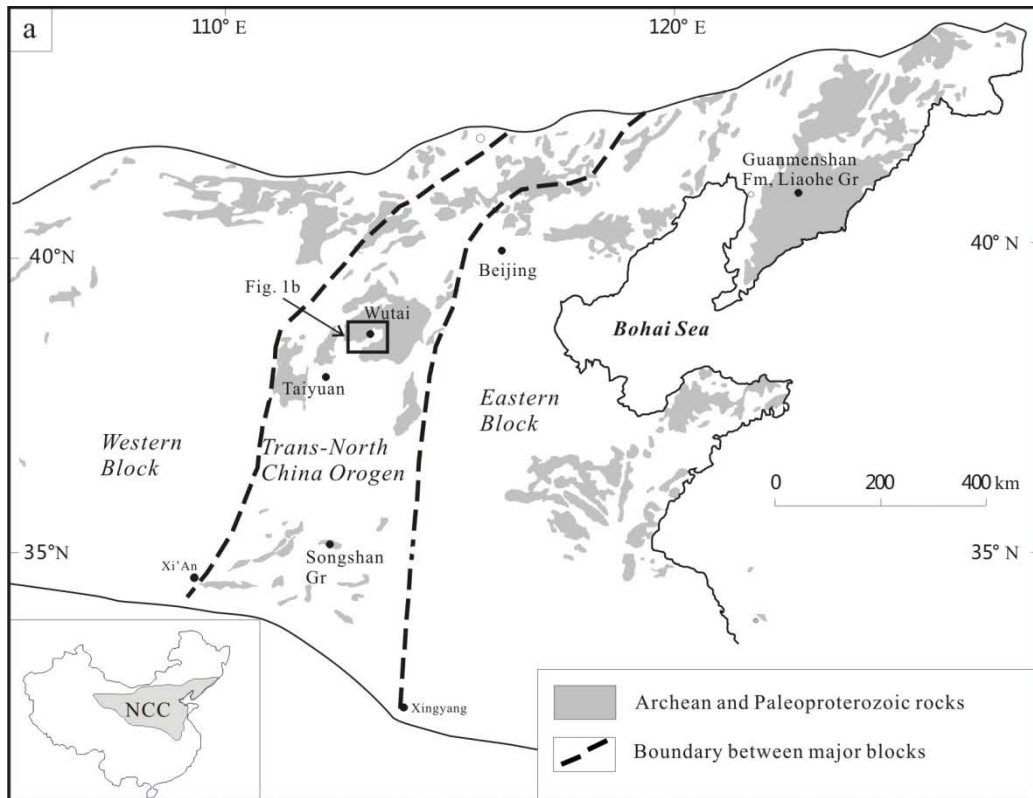 a
110° E
120° E
Guanmenshan
Fm, Liaohe Gr
40°N
40° N
Beijing
Fig. 1b
Wutai
Bohai Sea
Taiyuan
Eastern
Block
Western
Block
Trans-North
China Orogen
0 200 400 km
35°N
35° N
Songshan
Gr
Xi'An
Xingyang
NCC
Archean and Paleoproterozoic rocks
Boundary between major blocks